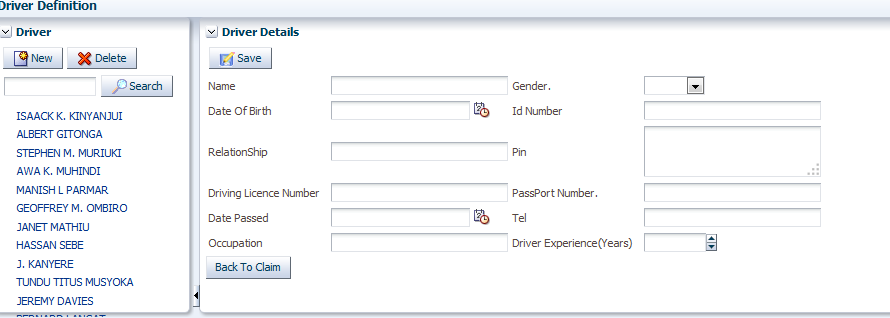 Driver Definition
Driver
New Delete
Search
ISAACK K. KINYANJUI
ALBERT GITONGA
STEPHEN M. MURIUKI
AWA K. MUHINDI
MANISH L PARMAR
GEOFFREY M. OMBIRO
JANET MATHIU
HASSAN SEBE
J. KANYERE
TUNDU TITUS MUSYOKA
JEREMY DAVIES
Driver Details
Save
Name Gender.
Date Of Birth Id Number
RelationShip Pin
Driving Licence Number PassPort Number.
Date Passed Tel
Occupation Driver Experience(Years)
Back To Claim